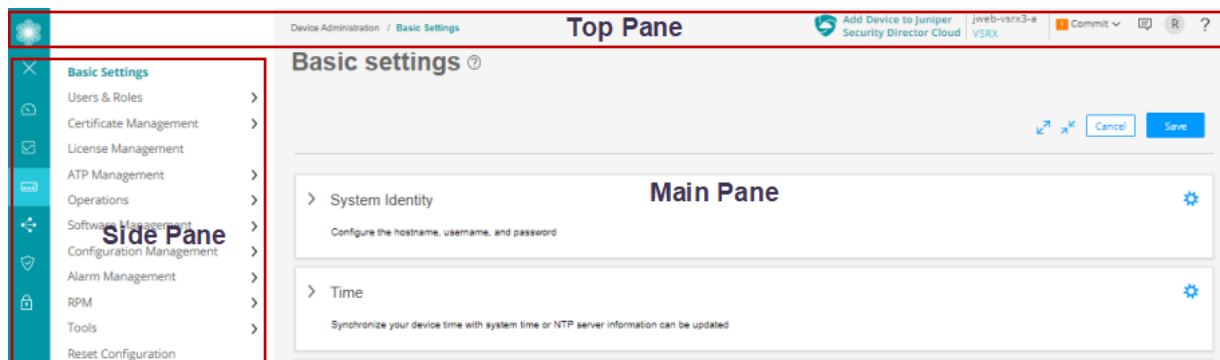 Device Administration / Basic Settings
Top Pane
Add Device to Juniper
Security Director Cloud
jweb-vsrx3-a
VSRX
Commit
R
?
Basic settings
?
Basic Settings
Users & Roles
Certificate Management
License Management
ATP Management
Operations
Software Management
Side Pane
Configuration Management
Alarm Management
RPM
Tools
Reset Configuration
Cancel
Save
System Identity
Main Pane
Configure the hostname, username, and password
Time
Synchronize your device time with system time or NTP server information can be updated